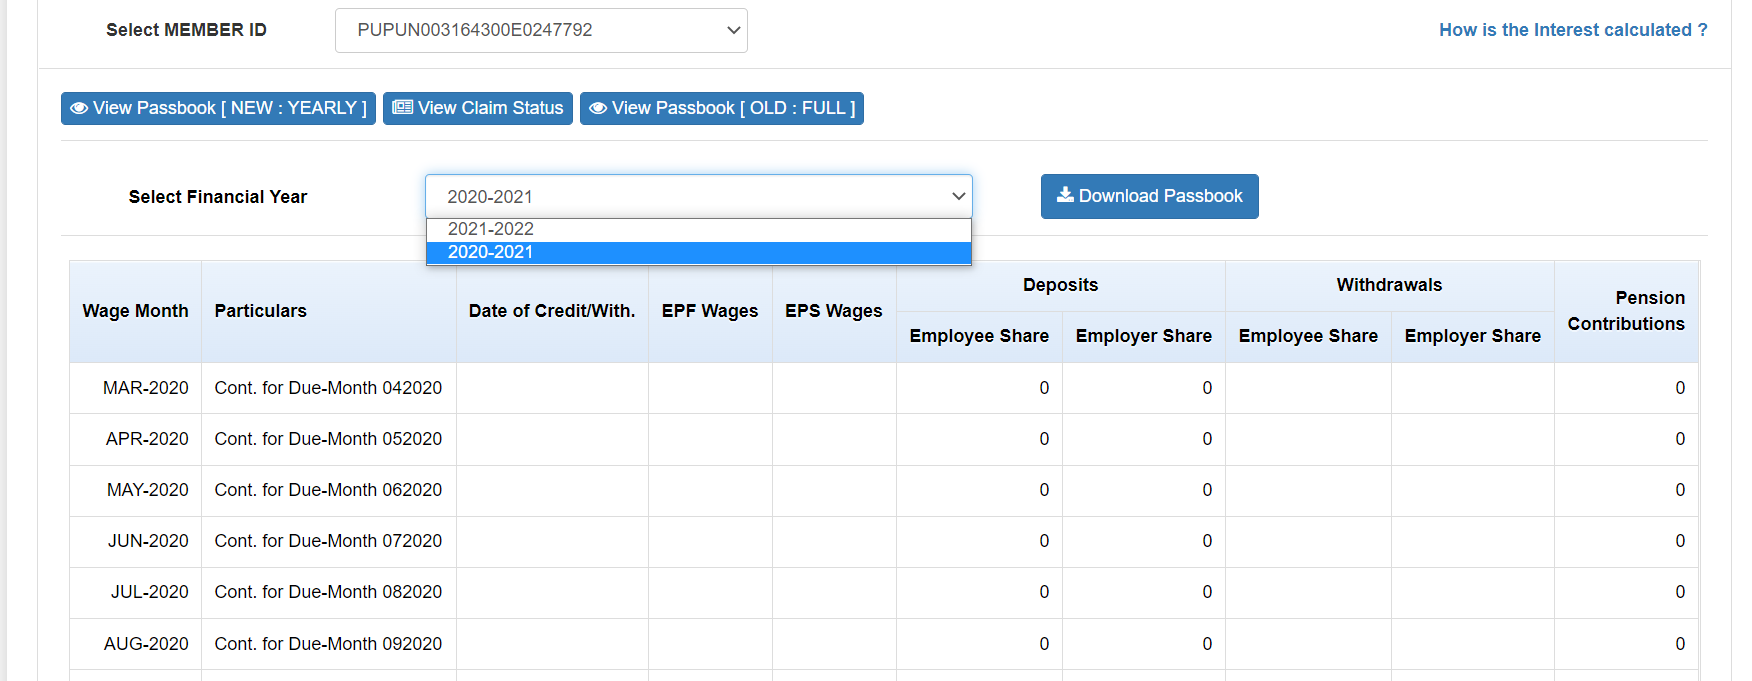 Select MEMBER ID PUPUN003164300E0247792 How is the Interest calculated ?
View Passbook [ NEW : YEARLY ] View Claim Status View Passbook [ OLD : FULL ]
Select Financial Year 2020-2021 Download Passbook
2021-2022
2020-2021
Wage Month Particulars Date of Credit/With. EPF Wages EPS Wages Deposits Withdrawals Pension Contributions
Employee Share Employer Share Employee Share Employer Share
MAR-2020 Cont. for Due-Month 042020 0 0 0
APR-2020 Cont. for Due-Month 052020 0 0 0
MAY-2020 Cont. for Due-Month 062020 0 0 0
JUN-2020 Cont. for Due-Month 072020 0 0 0
JUL-2020 Cont. for Due-Month 082020 0 0 0
AUG-2020 Cont. for Due-Month 092020 0 0 0